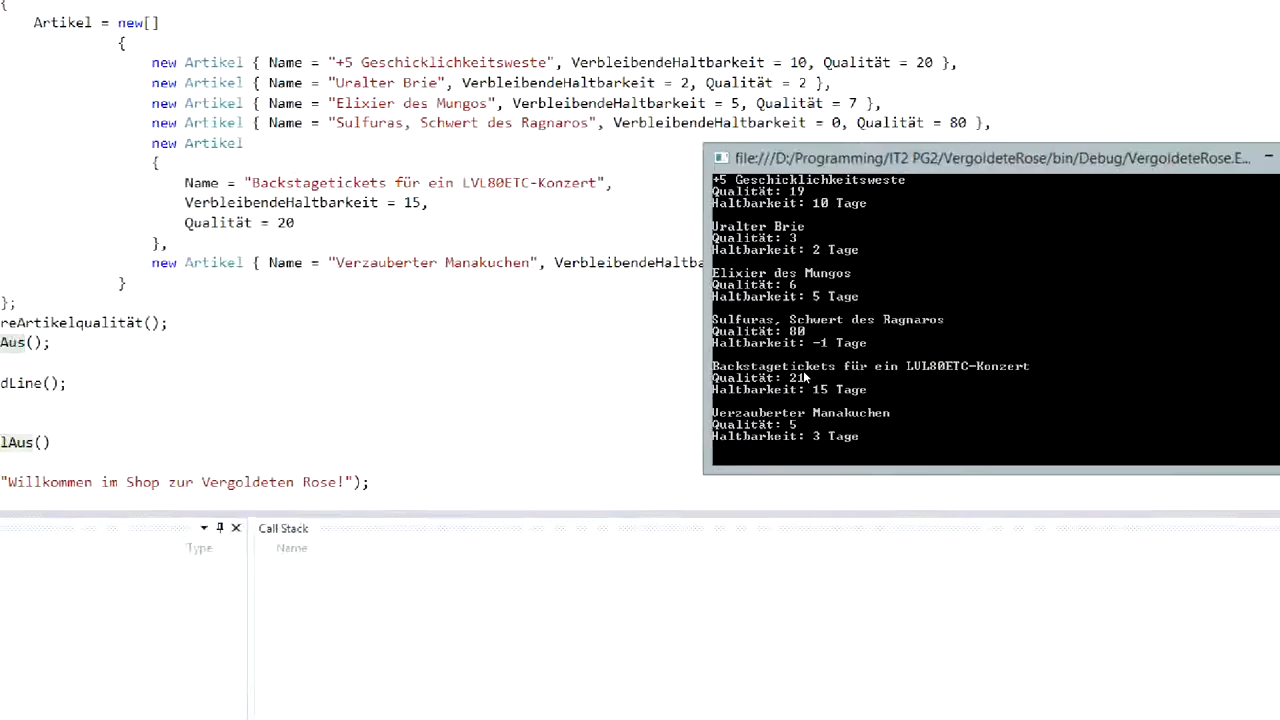 {
Artikel = new[]
{
new Artikel { Name = "+5 Geschicklichkeitsweste", VerbleibendeHaltbarkeit = 10, Qualität = 20 },
new Artikel { Name = "Uralter Brie", VerbleibendeHaltbarkeit = 2, Qualität = 2 },
new Artikel { Name = "Elixier des Mungos", VerbleibendeHaltbarkeit = 5, Qualität = 7 },
new Artikel { Name = "Sulfuras, Schwert des Ragnaros", VerbleibendeHaltbarkeit = 0, Qualität = 80 },
new Artikel
{
Name = "Backstagetickets für ein LVL80ETC-Konzert",
VerbleibendeHaltbarkeit = 15,
Qualität = 20
},
new Artikel { Name = "Verzauberter Manakuchen", VerbleibendeHaltba
}
};
reArtikelqualität();
Aus();
dLine();
lAus()
"Willkommen im Shop zur Vergoldeten Rose!");
file:///D:/Programming/IT2 PG2/VergoldeteRose/bin/Debug/VergoldeteRose.E...
+5 Geschicklichkeitsweste
Qualität: 19
Haltbarkeit: 10 Tage
Uralter Brie
Qualität: 3
Haltbarkeit: 2 Tage
Elixier des Mungos
Qualität: 6
Haltbarkeit: 5 Tage
Sulfuras, Schwert des Ragnaros
Qualität: 80
Haltbarkeit: -1 Tage
Backstagetickets für ein LVL80ETC-Konzert
Qualität: 21
Haltbarkeit: 15 Tage
Verzauberter Manakuchen
Qualität: 5
Haltbarkeit: 3 Tage
Type
Call Stack
Name